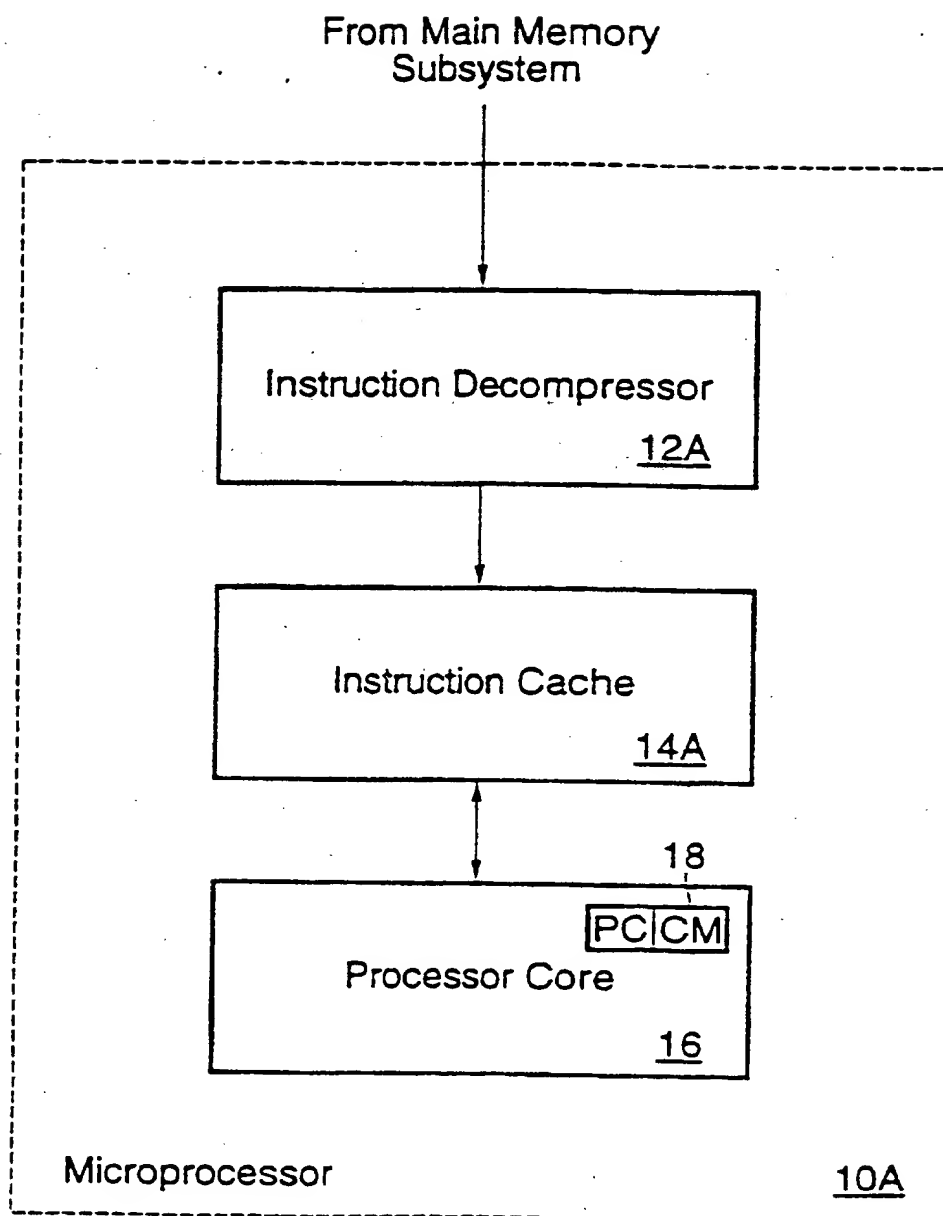 From Main Memory
Subsystem
Instruction Decompressor
12A
Instruction Cache
14A
18
PC CM
Processor Core
16
Microprocessor
10A